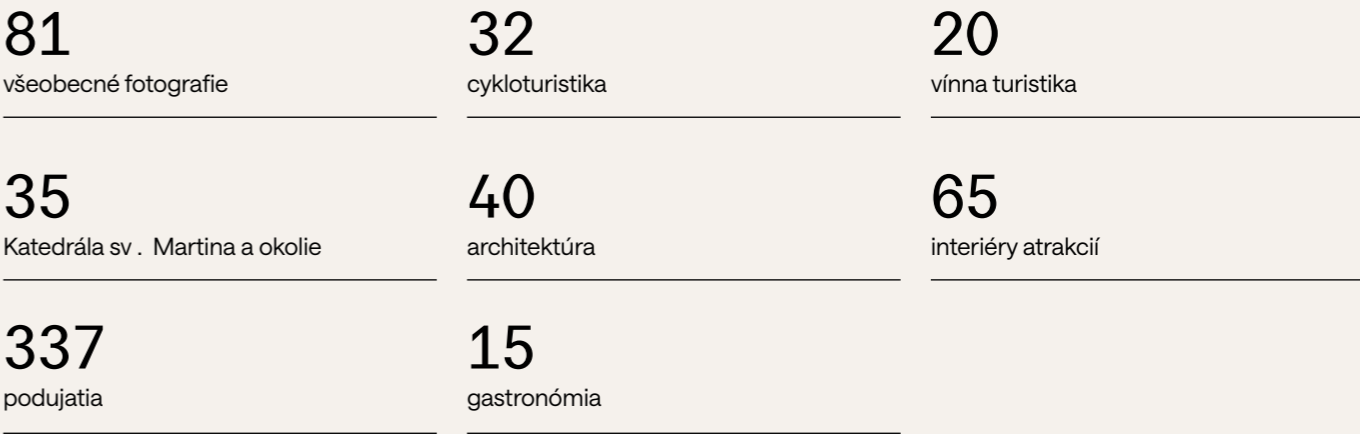 81
všeobecné fotografie
32
cykloturistika
20
vínna turistika
35
Katedrála sv .  Martina a okolie
40
architektúra
65
interiéry atrakcií
337
podujatia
15
gastronómia